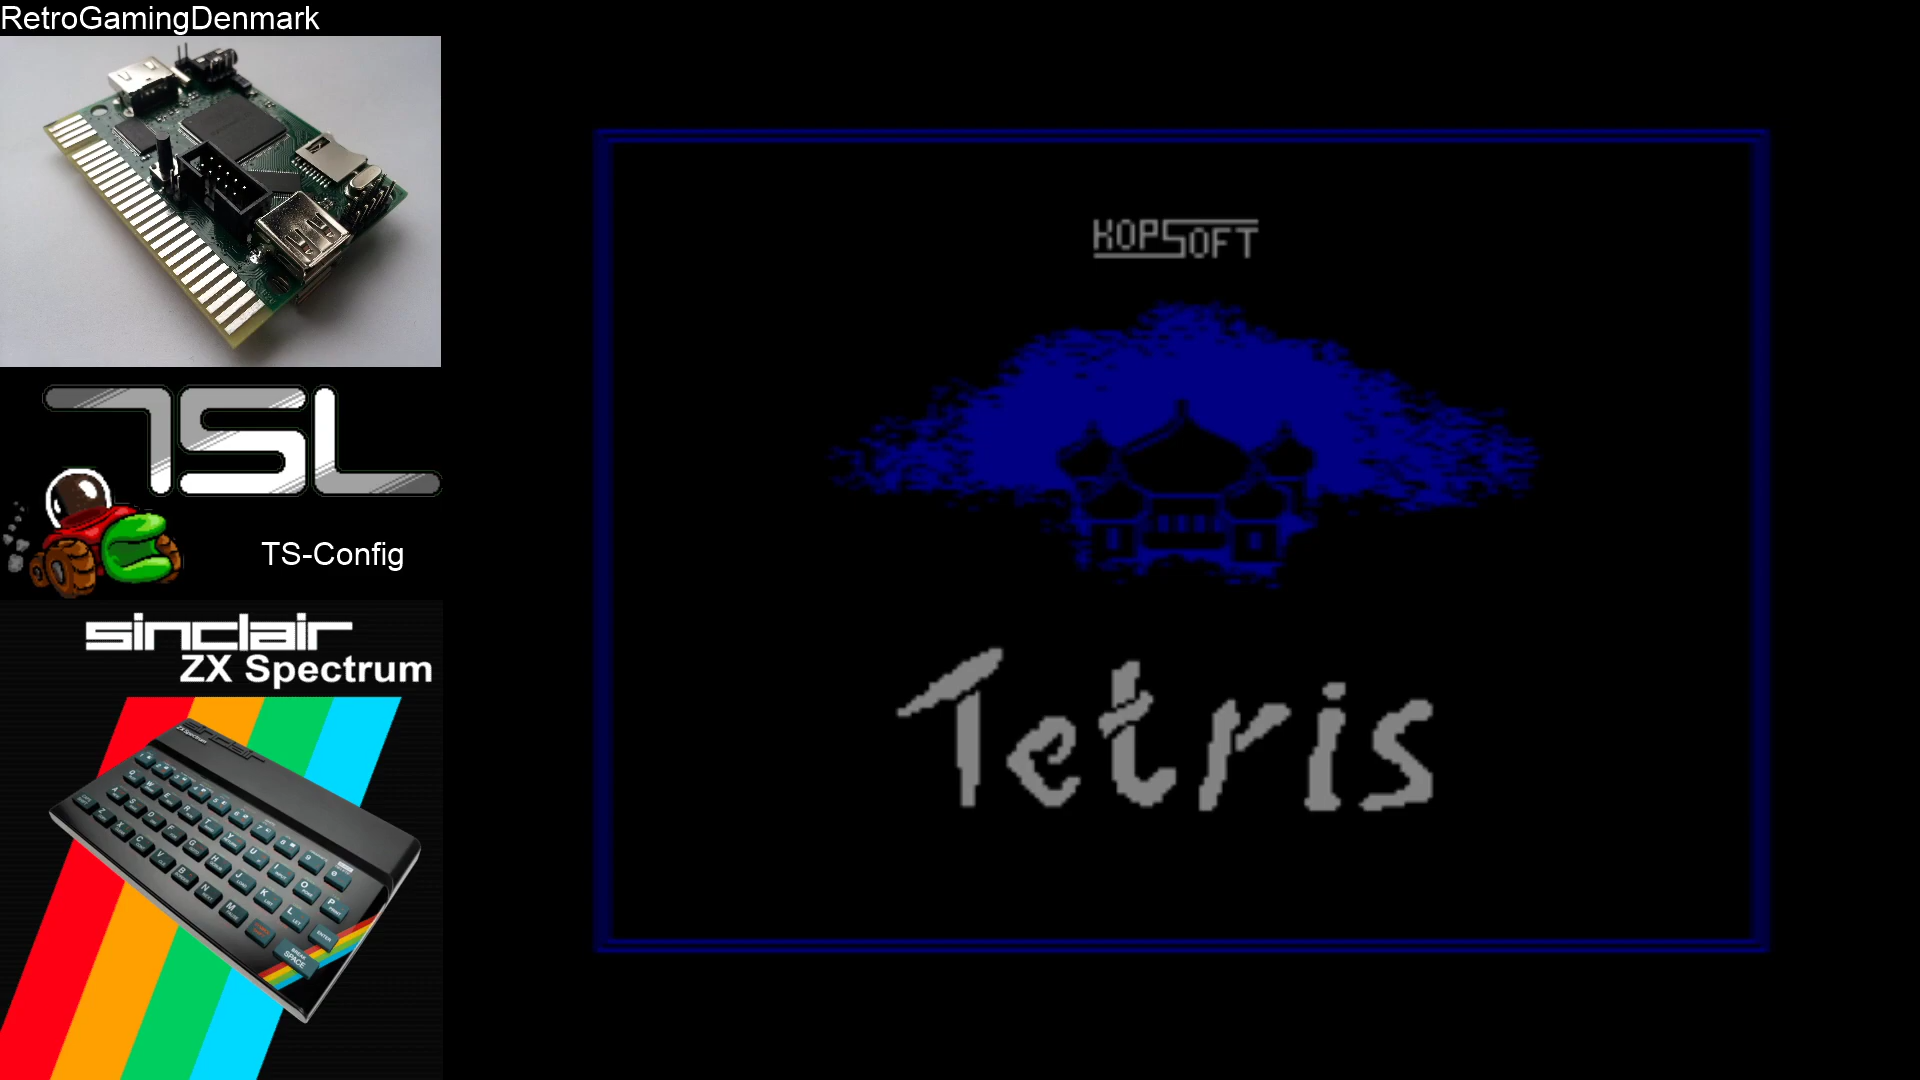 RetroGamingDenmark
TSL
TS-Config
sinclair
ZX Spectrum
KOPSOFT
Tetris